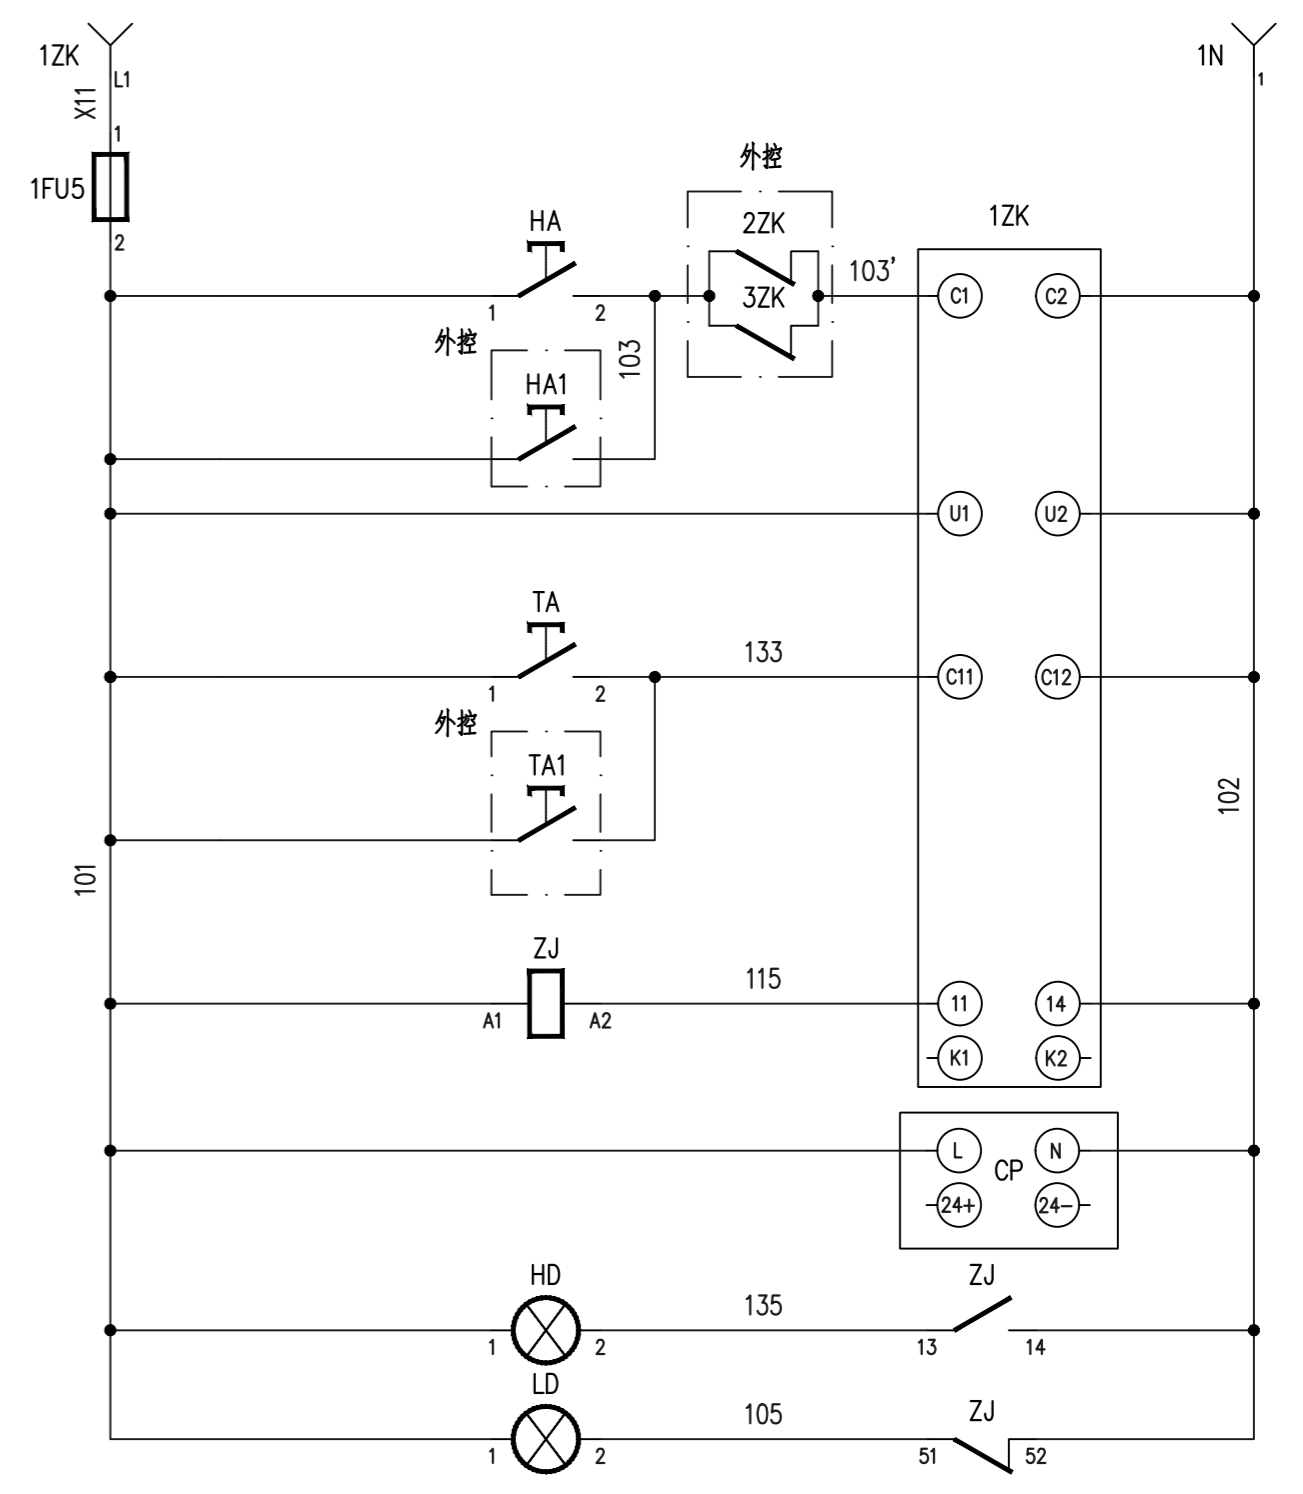 1ZK
1N
L1
1
X11
1
1FU5
2
外控
HA
2ZK
1ZK
103'
3ZK
C1
C2
1
2
外控
103
HA1
U1
U2
TA
133
C11
C12
1
2
外控
TA1
102
101
ZJ
115
11
14
A1
A2
K1
K2
L
N
CP
24+
24-
HD
ZJ
135
1
2
13
14
LD
ZJ
105
1
2
51
52